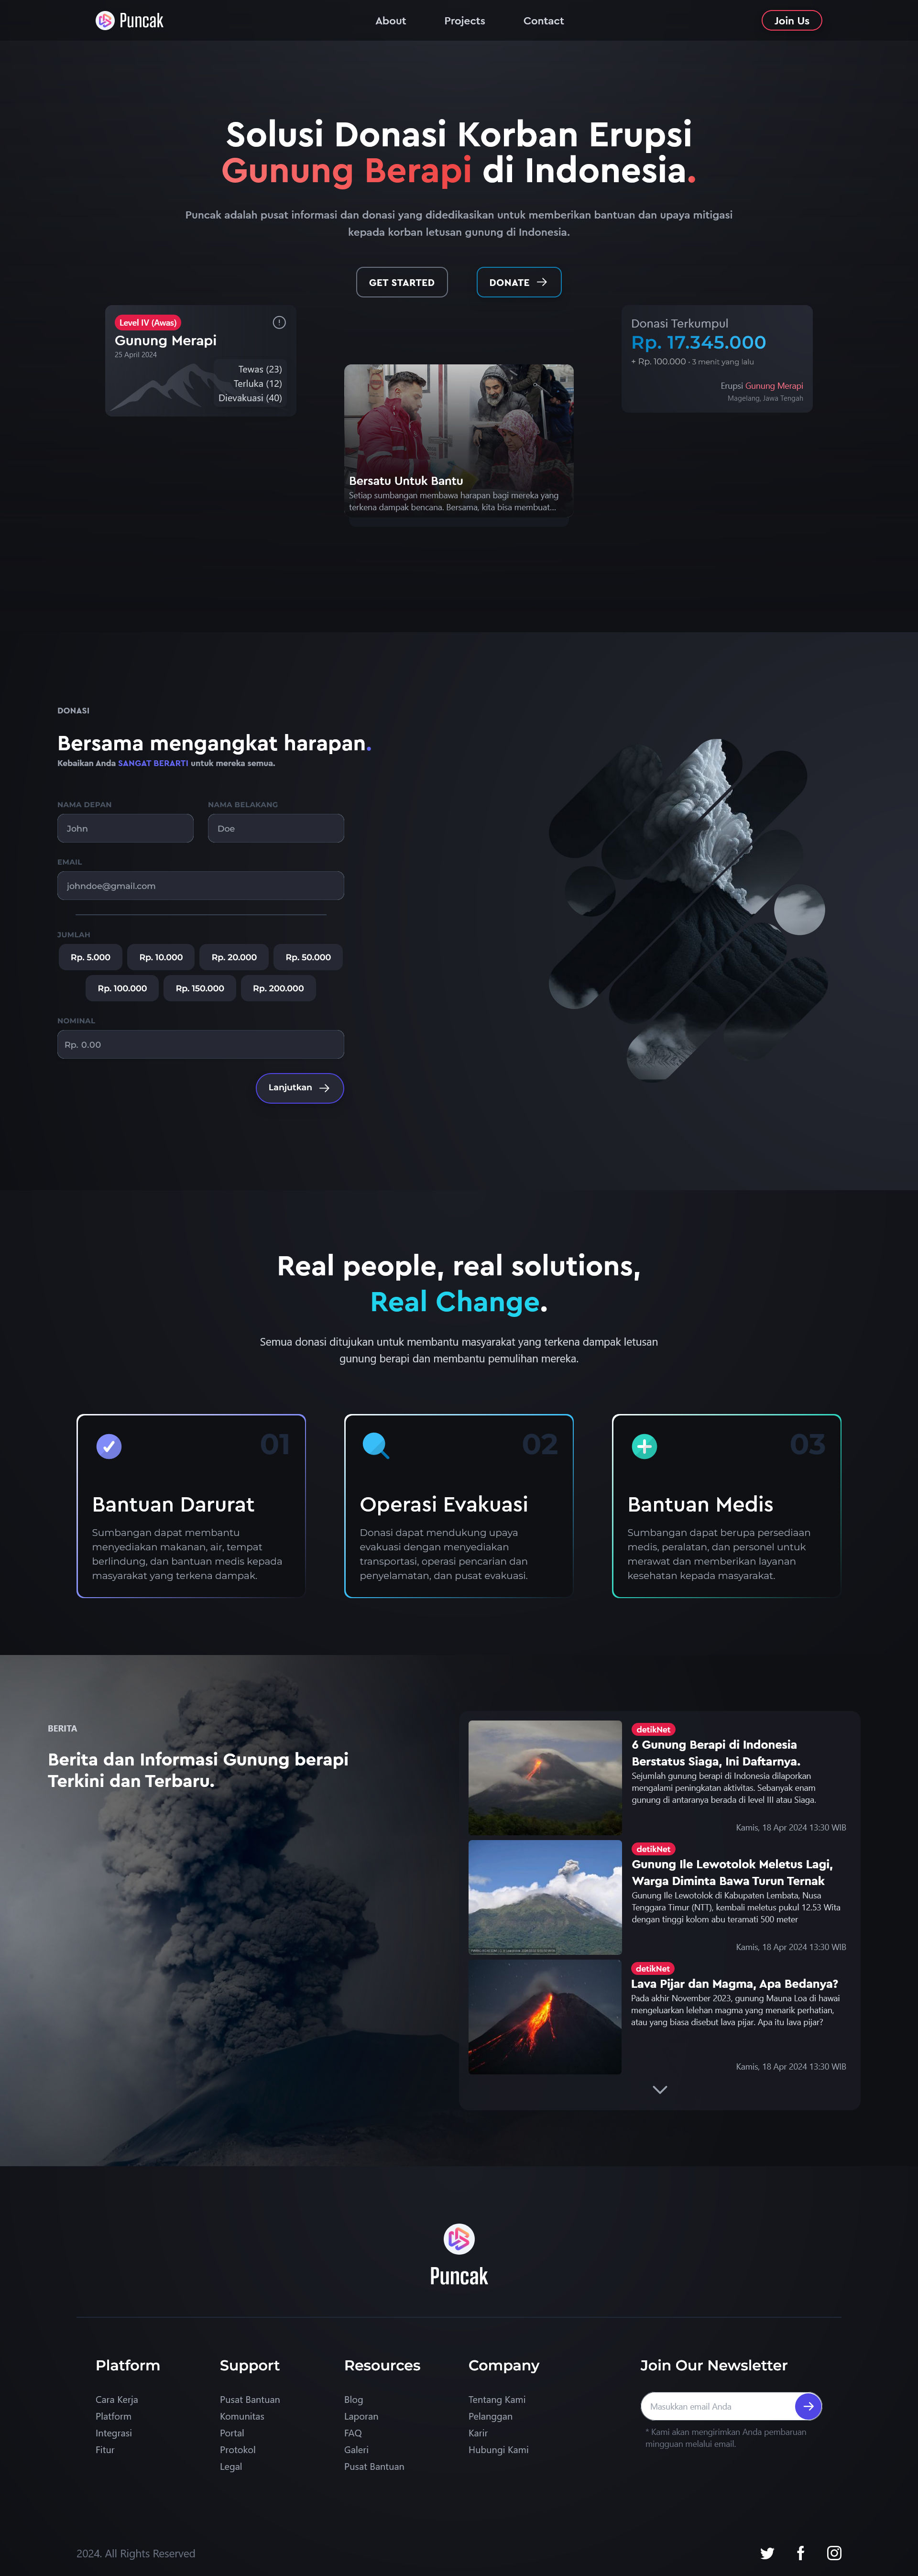 Puncak
About
Projects
Contact
Join Us
Solusi Donasi Korban Erupsi
Gunung Berapi di Indonesia.
Puncak adalah pusat informasi dan donasi yang didedikasikan untuk memberikan bantuan dan upaya mitigasi
kepada korban letusan gunung di Indonesia.
GET STARTED
DONATE
Level IV (Awas)
Gunung Merapi
25 April 2024
Tewas (23)
Terluka (12)
Dievakuasi (40)
Donasi Terkumpul
Rp. 17.345.000
+ Rp. 100.000 - 3 menit yang lalu
Erupsi Gunung Merapi
Magelang, Jawa Tengah
Bersatu Untuk Bantu
Setiap sumbangan membawa harapan bagi mereka yang
terkena dampak bencana. Bersama, kita bisa membuat...
DONASI
Bersama mengangkat harapan.
Kebaikan Anda SANGAT BERARTI untuk mereka semua.
NAMA DEPAN
NAMA BELAKANG
John
Doe
EMAIL
johndoe@gmail.com
JUMLAH
Rp. 5.000
Rp. 10.000
Rp. 20.000
Rp. 50.000
Rp. 100.000
Rp. 150.000
Rp. 200.000
NOMINAL
Rp. 0.00
Lanjutkan
Real people, real solutions,
Real Change.
Semua donasi ditujukan untuk membantu masyarakat yang terkena dampak letusan
gunung berapi dan membantu pemulihan mereka.
01
Bantuan Darurat
Sumbangan dapat membantu
menyediakan makanan, air, tempat
berlindung, dan bantuan medis kepada
masyarakat yang terkena dampak.
02
Operasi Evakuasi
Donasi dapat mendukung upaya
evakuasi dengan menyediakan
transportasi, operasi pencarian dan
penyelamatan, dan pusat evakuasi.
03
Bantuan Medis
Sumbangan dapat berupa persediaan
medis, peralatan, dan personel untuk
merawat dan memberikan layanan
kesehatan kepada masyarakat.
BERITA
Berita dan Informasi Gunung berapi
Terkini dan Terbaru.
detikNet
6 Gunung Berapi di Indonesia
Berstatus Siaga, Ini Daftarnya.
Sejumlah gunung berapi di Indonesia dilaporkan
mengalami peningkatan aktivitas. Sebanyak enam
gunung di antaranya berada di level III atau Siaga.
Kamis, 18 Apr 2024 13:30 WIB
detikNet
Gunung Ile Lewotolok Meletus Lagi,
Warga Diminta Bawa Turun Ternak
Gunung Ile Lewotolok di Kabupaten Lembata, Nusa
Tenggara Timur (NTT), kembali meletus pukul 12.53 Wita
dengan tinggi kolom abu teramati 500 meter
Kamis, 18 Apr 2024 13:30 WIB
detikNet
Lava Pijar dan Magma, Apa Bedanya?
Pada akhir November 2023, gunung Mauna Loa di hawai
mengeluarkan lelehan magma yang menarik perhatian,
atau yang biasa disebut lava pijar. Apa itu lava pijar?
Kamis, 18 Apr 2024 13:30 WIB
Puncak
Platform
Cara Kerja
Platform
Integrasi
Fitur
Support
Pusat Bantuan
Komunitas
Portal
Protokol
Legal
Resources
Blog
Laporan
FAQ
Galeri
Pusat Bantuan
Company
Tentang Kami
Pelanggan
Karir
Hubungi Kami
Join Our Newsletter
Masukkan email Anda
* Kami akan mengirimkan Anda pembaruan
mingguan melalui email.
2024. All Rights Reserved